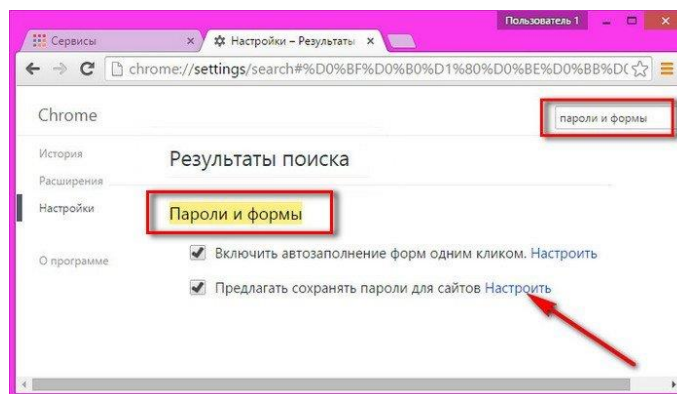 Пользователь 1
Сервисы
Настройки – Результаты
chrome://settings/search#%D0%BF%D0%B0%D1%80%D0%BE%D0%BB%D(
Chrome
пароли и формы
История
Результаты поиска
Расширения
Настройки
Пароли и формы
Включить автозаполнение форм одним кликом. Настроить
О программе
Предлагать сохранять пароли для сайтов Настроить